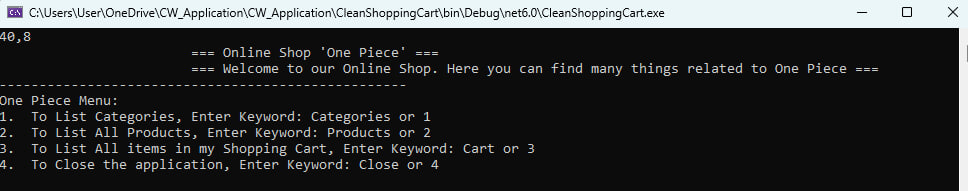 C:\Users\User\OneDrive\CW_Application\CW_Application\CleanShoppingCart\bin\Debug\net6.0\CleanShoppingCart.exe
40,8
=== Online Shop 'One Piece' ===
=== Welcome to our Online Shop. Here you can find many things related to One Piece ===
---------------------------------------------------
One Piece Menu:
1.  To List Categories, Enter Keyword: Categories or 1
2.  To List All Products, Enter Keyword: Products or 2
3.  To List All items in my Shopping Cart, Enter Keyword: Cart or 3
4.  To Close the application, Enter Keyword: Close or 4